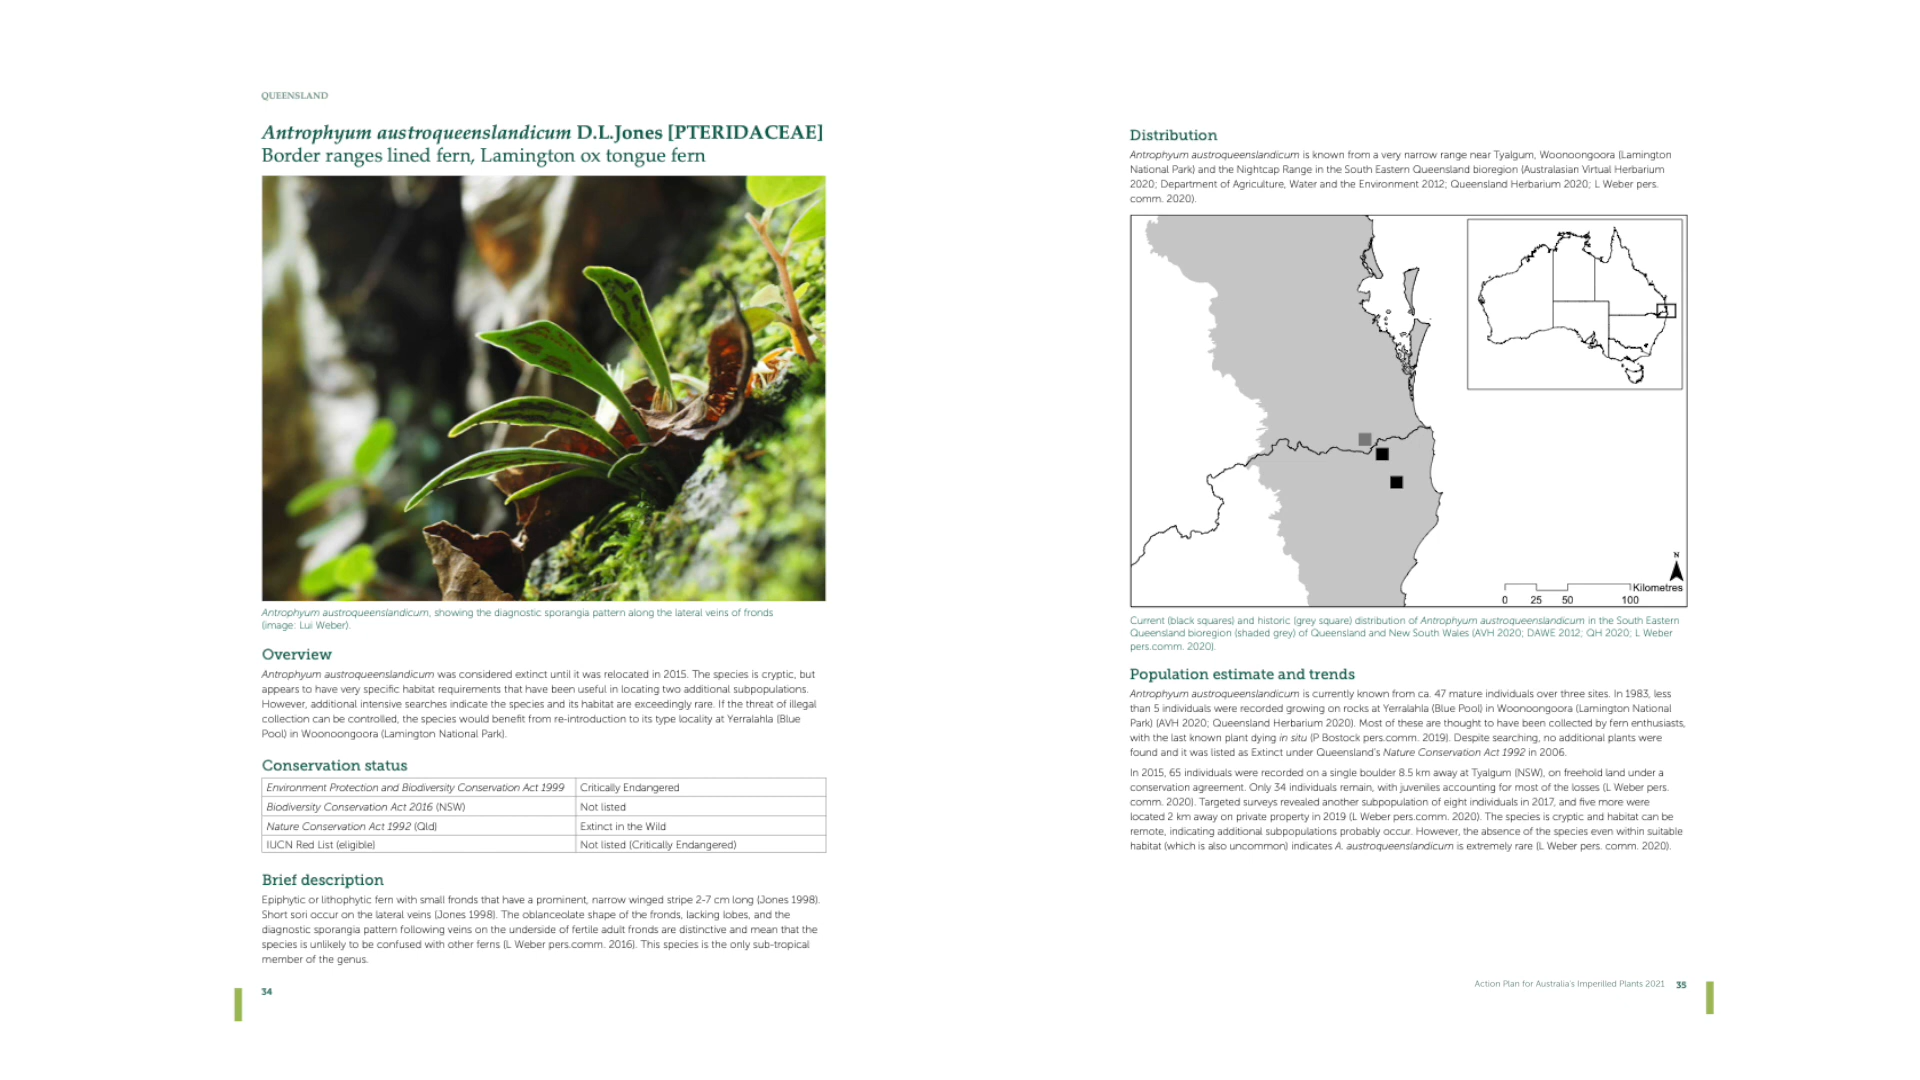 QUEENSLAND
Antrophyum austroqueenslandicum D.L.Jones [PTERIDACEAE]
Border ranges lined fern, Lamington ox tongue fern
Antrophyum austroqueenslandicum, showing the diagnostic sporangia pattern along the lateral veins of fronds
(image: Lui Weber).
Overview
Antrophyum austroqueenslandicum was considered extinct until it was relocated in 2015. The species is cryptic, but
appears to have very specific habitat requirements that have been useful in locating two additional subpopulations.
However, additional intensive searches indicate the species and its habitat are exceedingly rare. If the threat of illegal
collection can be controlled, the species would benefit from re-introduction to its type locality at Yerralahla (Blue
Pool) in Woonoongoora (Lamington National Park).
Conservation status
Environment Protection and Biodiversity Conservation Act 1999 Critically Endangered
Biodiversity Conservation Act 2016 (NSW) Not listed
Nature Conservation Act 1992 (Qld) Extinct in the Wild
IUCN Red List (eligible) Not listed (Critically Endangered)
Brief description
Epiphytic or lithophytic fern with small fronds that have a prominent, narrow winged stripe 2-7 cm long (Jones 1998).
Short sori occur on the lateral veins (Jones 1998). The oblanceolate shape of the fronds, lacking lobes, and the
diagnostic sporangia pattern following veins on the underside of fertile adult fronds are distinctive and mean that the
species is unlikely to be confused with other ferns (L Weber pers.comm. 2016). This species is the only sub-tropical
member of the genus.
34
Distribution
Antrophyum austroqueenslandicum is known from a very narrow range near Tyalgum, Woonoongoora (Lamington
National Park) and the Nightcap Range in the South Eastern Queensland bioregion (Australasian Virtual Herbarium
2020; Department of Agriculture, Water and the Environment 2012; Queensland Herbarium 2020; L Weber pers.
comm. 2020).
N
Kilometres
0 25 50 100
Current (black squares) and historic (grey square) distribution of Antrophyum austroqueenslandicum in the South Eastern
Queensland bioregion (shaded grey) of Queensland and New South Wales (AVH 2020; DAWE 2012; QH 2020; L Weber
pers.comm. 2020).
Population estimate and trends
Antrophyum austroqueenslandicum is currently known from ca. 47 mature individuals over three sites. In 1983, less
than 5 individuals were recorded growing on rocks at Yerralahla (Blue Pool) in Woonoongoora (Lamington National
Park) (AVH 2020; Queensland Herbarium 2020). Most of these are thought to have been collected by fern enthusiasts,
with the last known plant dying in situ (P Bostock pers.comm. 2019). Despite searching, no additional plants were
found and it was listed as Extinct under Queensland's Nature Conservation Act 1992 in 2006.
In 2015, 65 individuals were recorded on a single boulder 8.5 km away at Tyalgum (NSW), on freehold land under a
conservation agreement. Only 34 individuals remain, with juveniles accounting for most of the losses (L Weber pers.
comm. 2020). Targeted surveys revealed another subpopulation of eight individuals in 2017, and five more were
located 2 km away on private property in 2019 (L Weber pers.comm. 2020). The species is cryptic and habitat can be
remote, indicating additional subpopulations probably occur. However, the absence of the species even within suitable
habitat (which is also uncommon) indicates A. austroqueenslandicum is extremely rare (L Weber pers. comm. 2020).
Action Plan for Australia's Imperilled Plants 2021 35